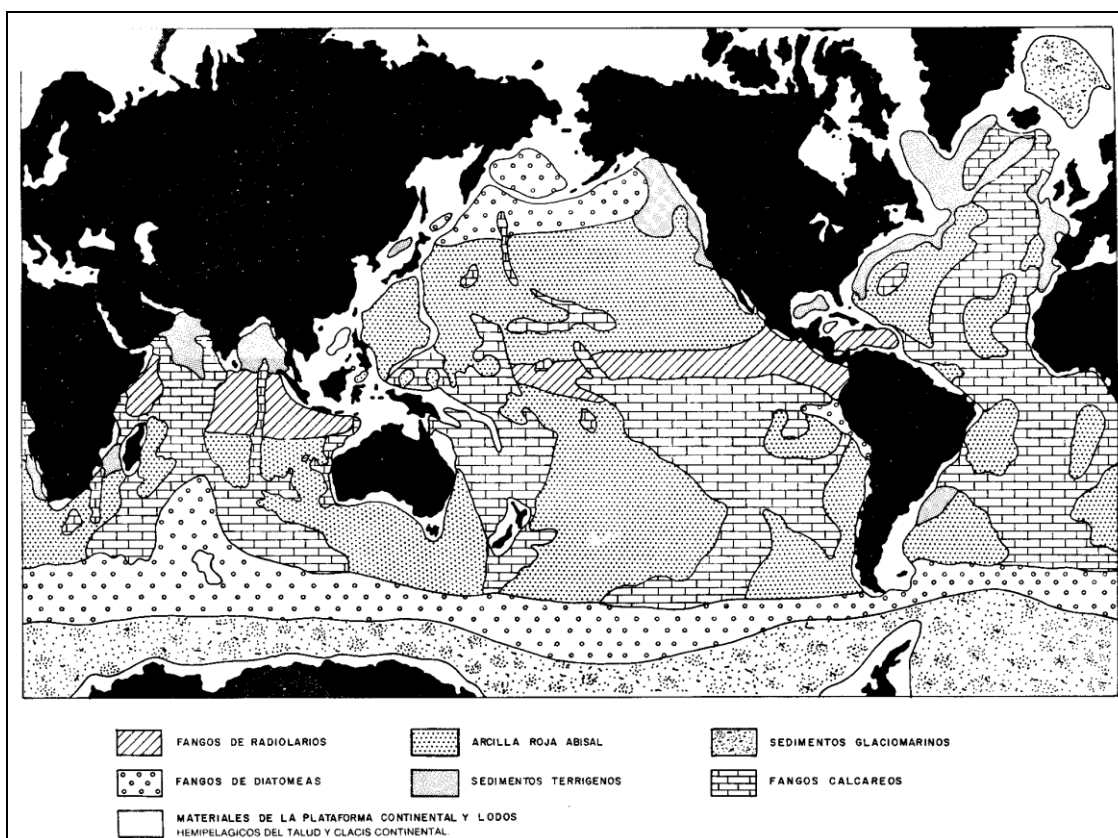 FANGOS DE RADIOLARIOS
ARCILLA ROJA ABISAL
SEDIMENTOS GLACIOMARINOS
FANGOS DE DIATOMEAS
SEDIMENTOS TERRIGENOS
FANGOS CALCAREOS
MATERIALES DE LA PLATAFORMA CONTINENTAL Y LODOS
HEMIPELAGICOS DEL TALUD Y CLACIS CONTINENTAL.